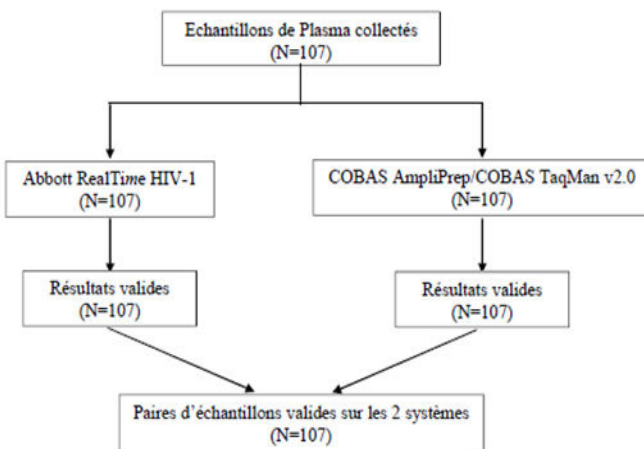 Echantillons de Plasma collectés
(N=107)
Abbott RealTime HIV-1
(N=107)
COBAS AmpliPrep/COBAS TaqMan v2.0
(N=107)
Résultats valides
(N=107)
Résultats valides
(N=107)
Paires d’échantillons valides sur les 2 systèmes
(N=107)